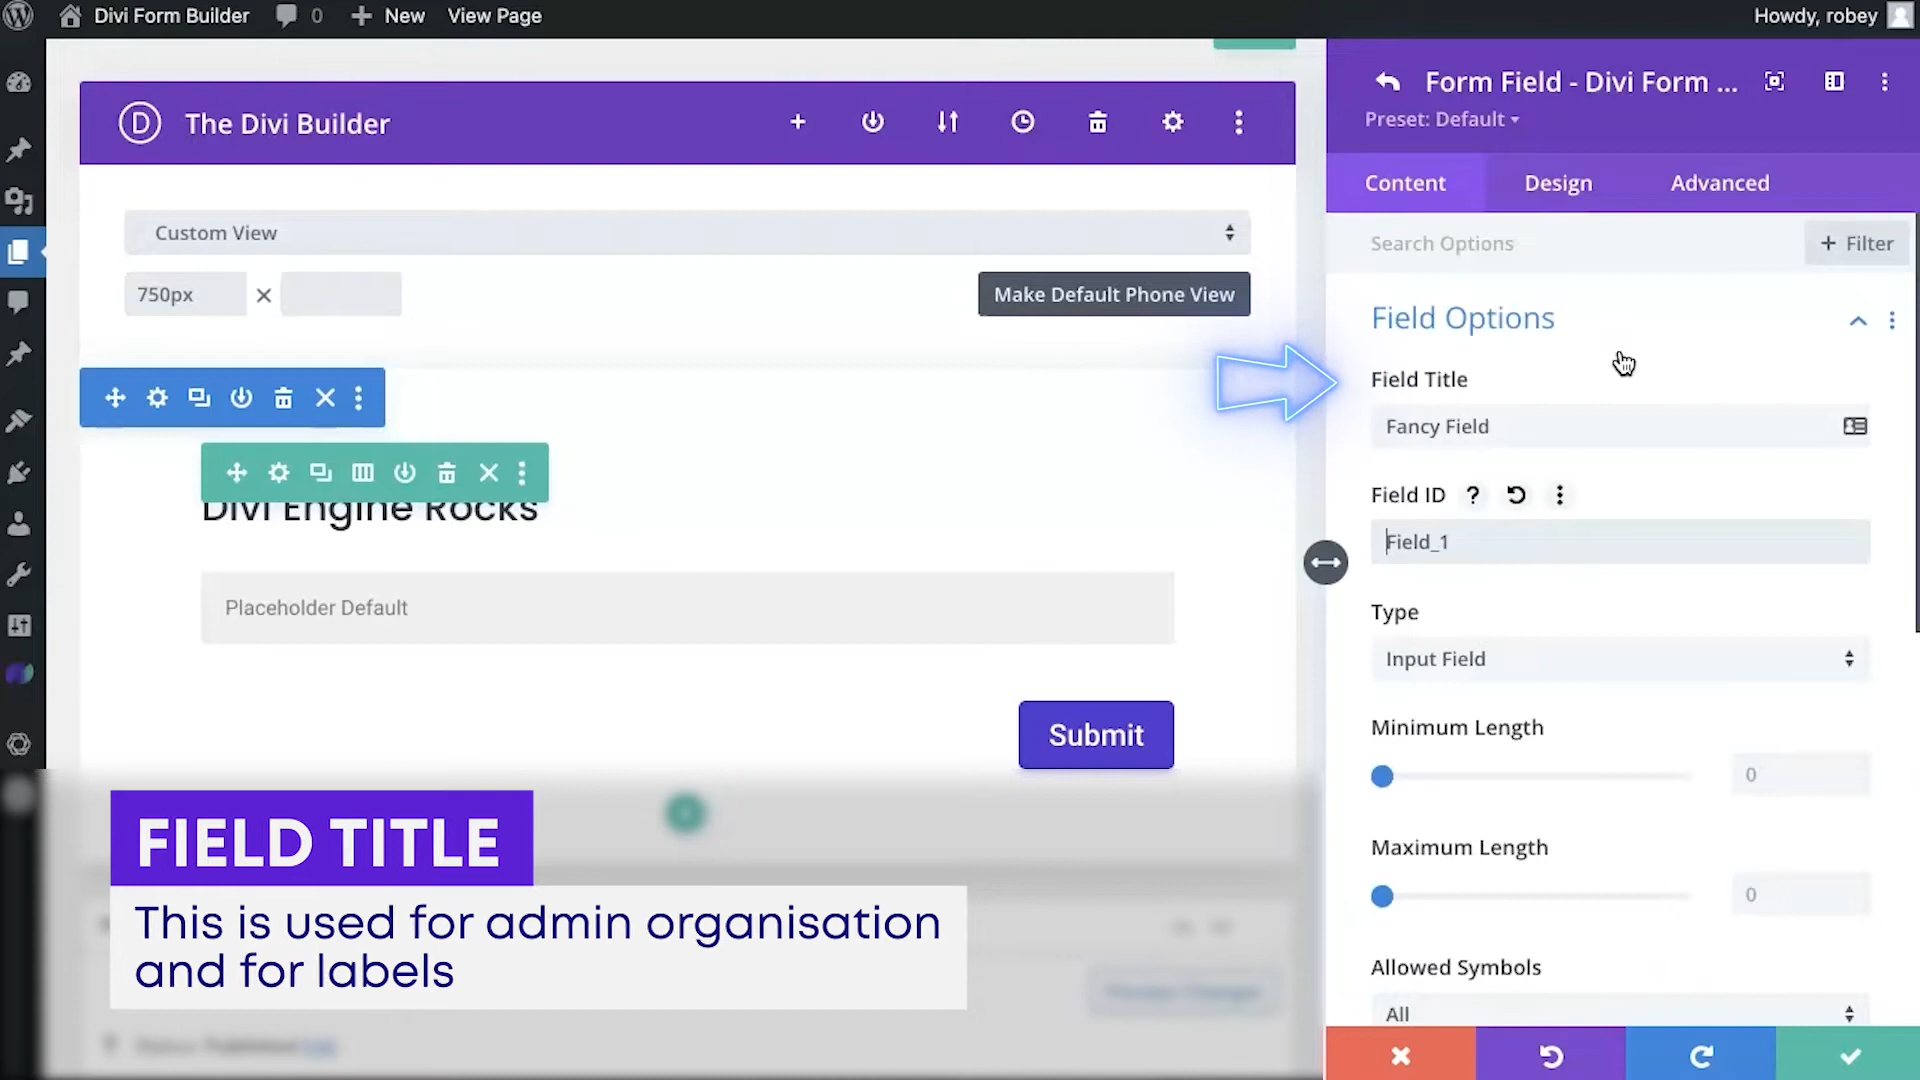 Divi Form Builder
0
New
View Page
Howdy, robey
The Divi Builder
Custom View
750px
Make Default Phone View
Divi Engine Rocks
Placeholder Default
Submit
FIELD TITLE
This is used for admin organisation
and for labels
Form Field - Divi Form ...
Preset: Default
Content
Design
Advanced
Search Options
+ Filter
Field Options
Field Title
Fancy Field
Field ID
Field_1
Type
Input Field
Minimum Length
0
Maximum Length
0
Allowed Symbols
All